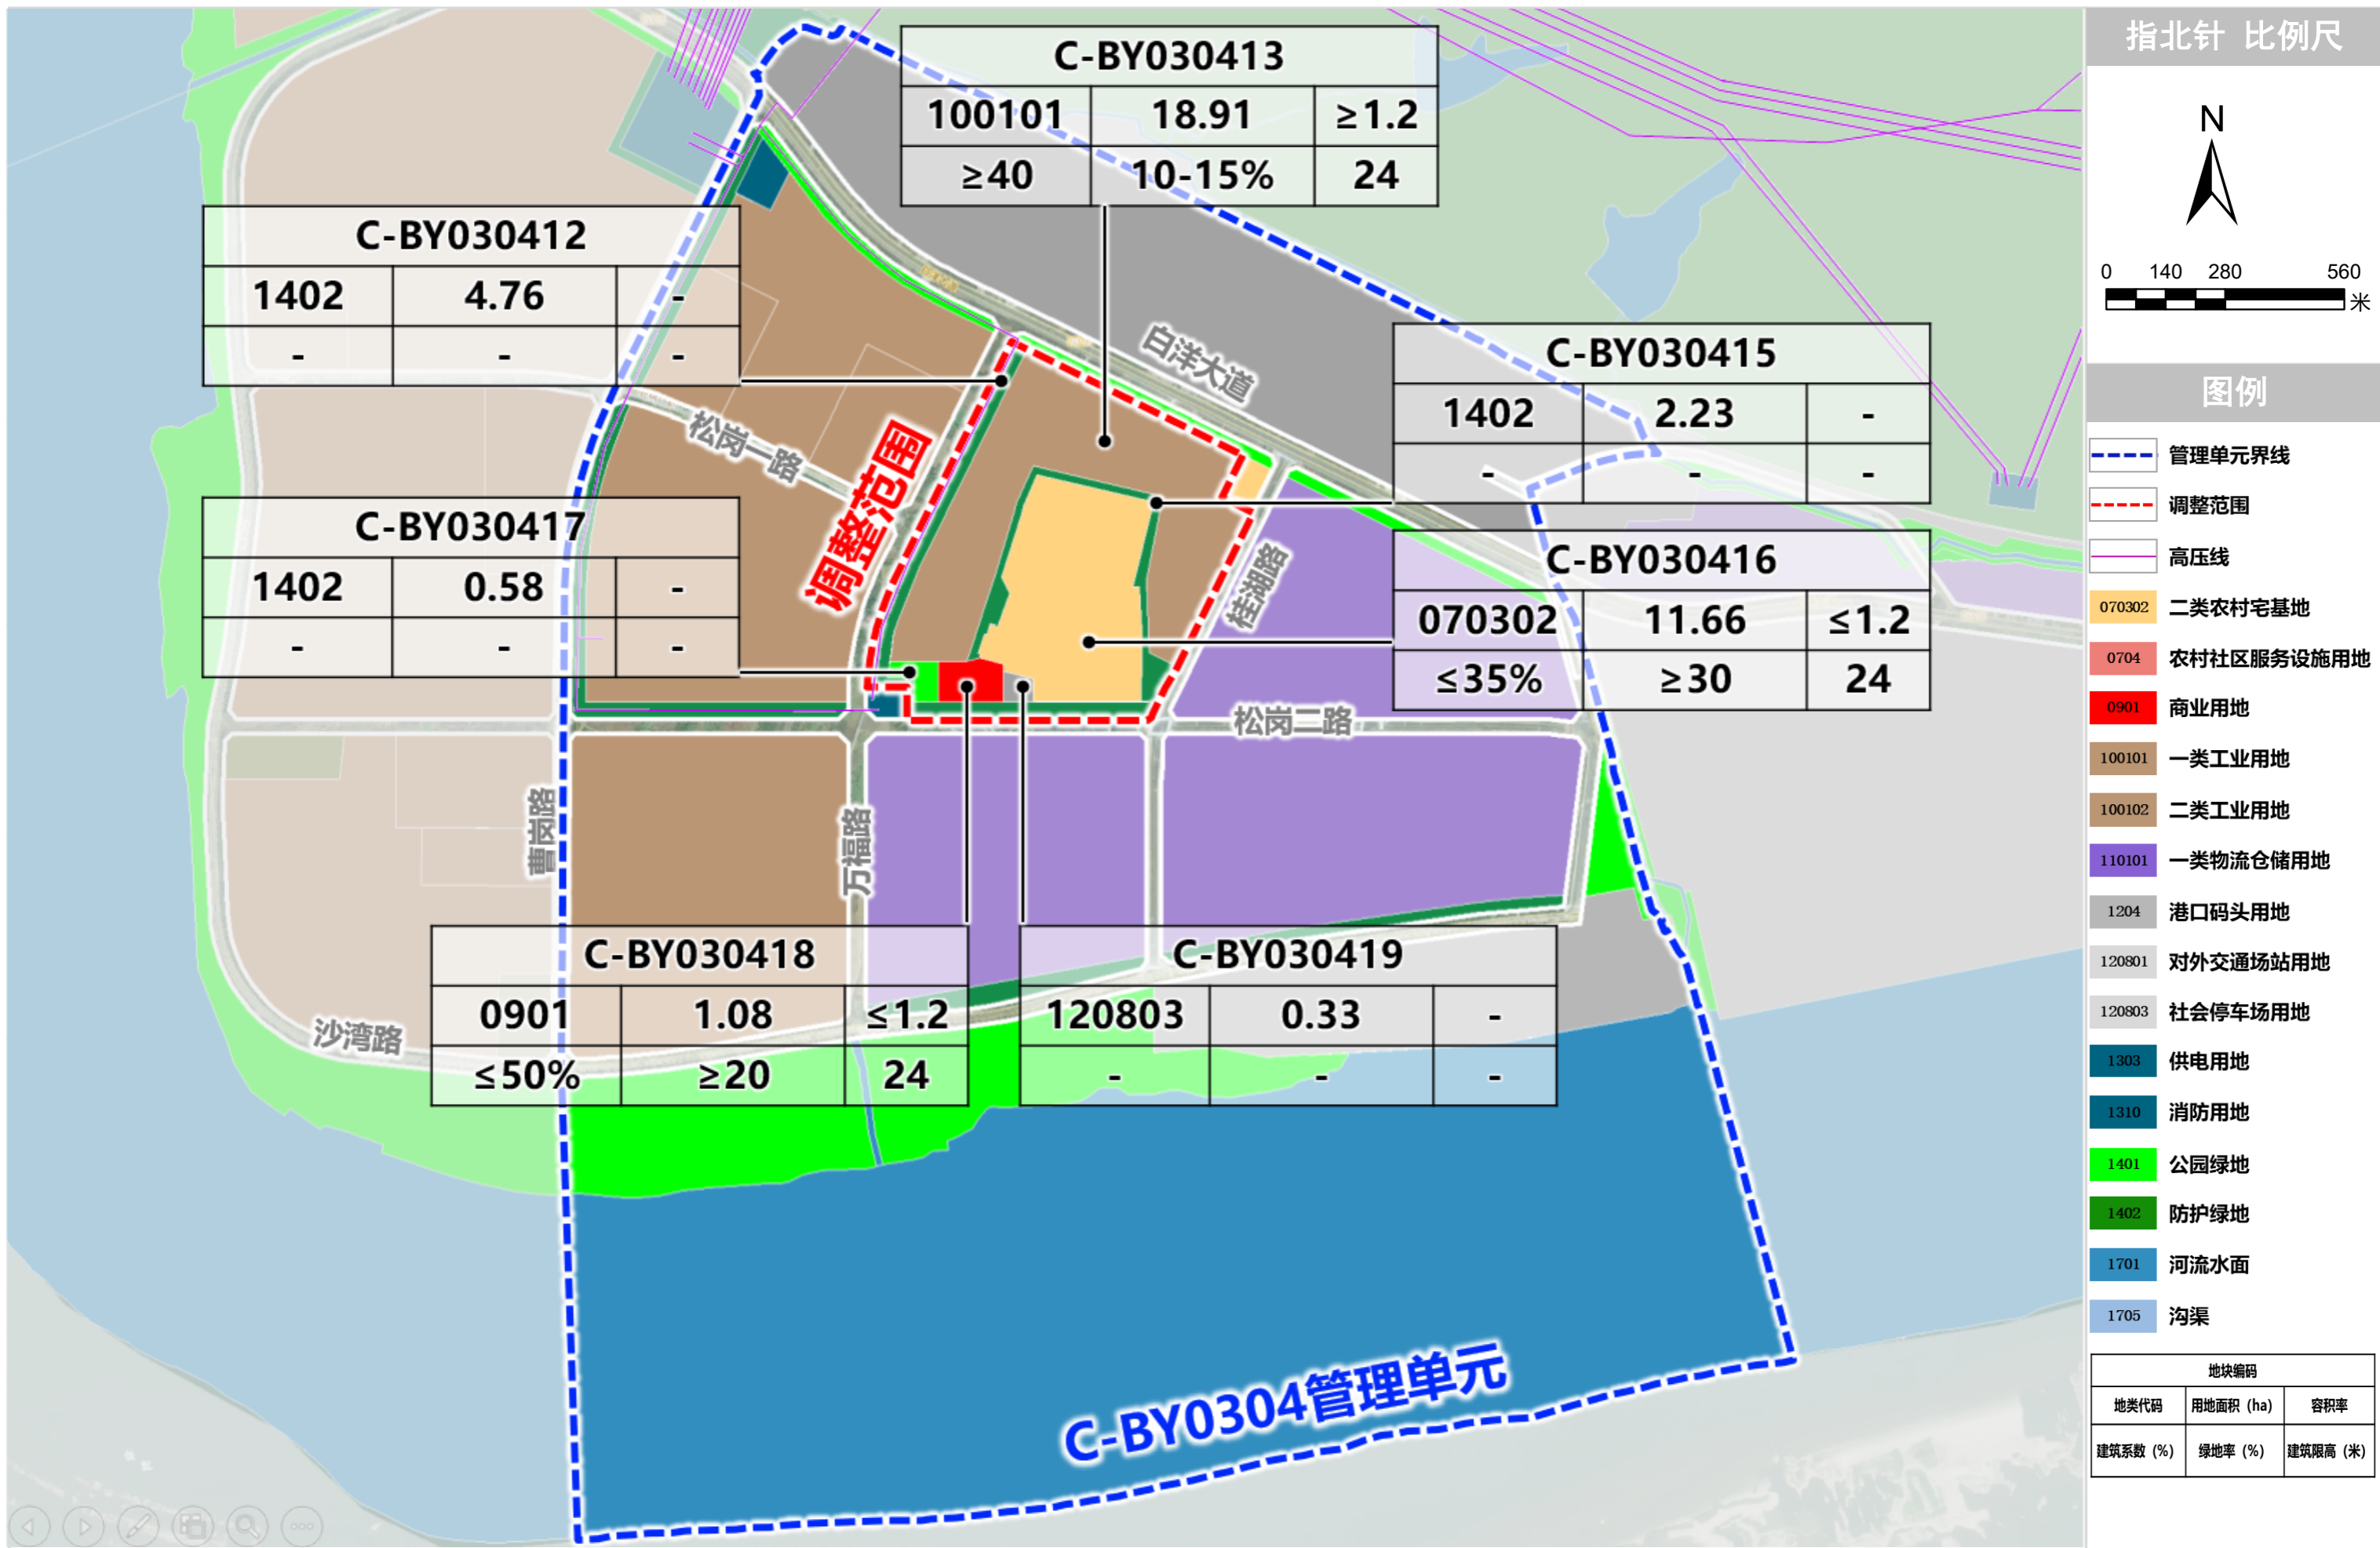 C-BY030413
100101 18.91 ≥1.2
≥40 10-15% 24
C-BY030412
1402 4.76 -
- - -
C-BY030415
1402 2.23 -
- - -
C-BY030417
1402 0.58 -
- - -
C-BY030416
070302 11.66 ≤1.2
≤35% ≥30 24
C-BY030418
0901 1.08 ≤1.2
≤50% ≥20 24
C-BY030419
120803 0.33 -
- - -
白洋大道
松岗一路
调整范围
桂湖路
松岗二路
曹岗路
万福路
沙湾路
C-BY0304管理单元
指北针 比例尺
N
0 140 280 560
米
图例
管理单元界线
调整范围
高压线
070302 二类农村宅基地
0704 农村社区服务设施用地
0901 商业用地
100101 一类工业用地
100102 二类工业用地
110101 一类物流仓储用地
1204 港口码头用地
120801 对外交通场站用地
120803 社会停车场用地
1303 供电用地
1310 消防用地
1401 公园绿地
1402 防护绿地
1701 河流水面
1705 沟渠
地块编码
地类代码 用地面积（ha） 容积率
建筑系数（%） 绿地率（%） 建筑限高（米）